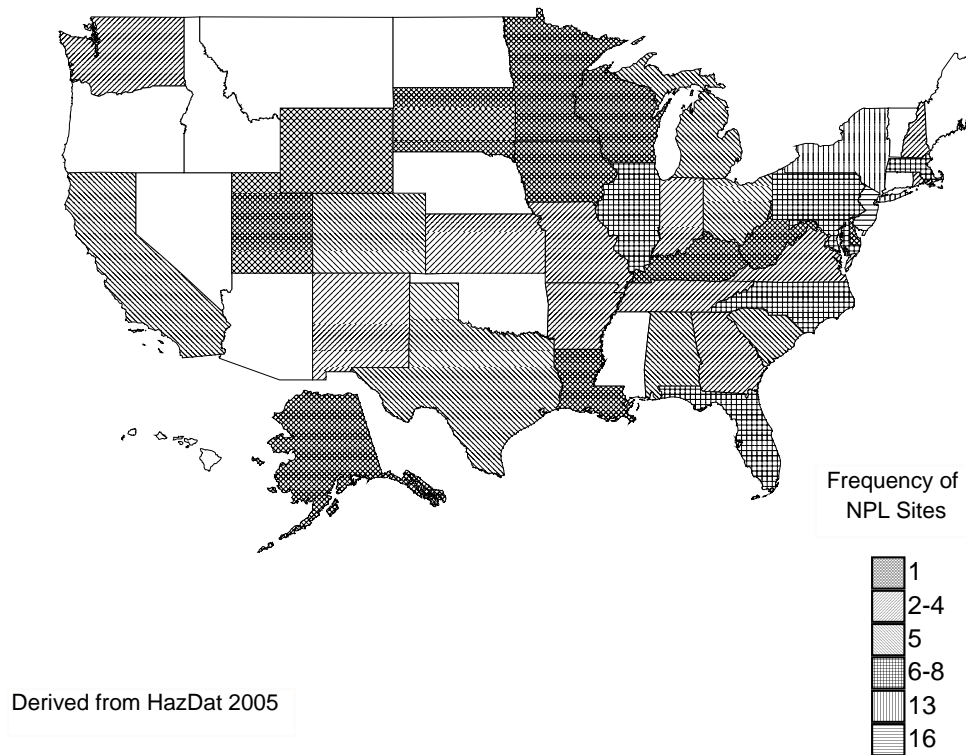 Frequency of
NPL Sites
1
2-4
5
6-8
13
16
Derived from HazDat 2005